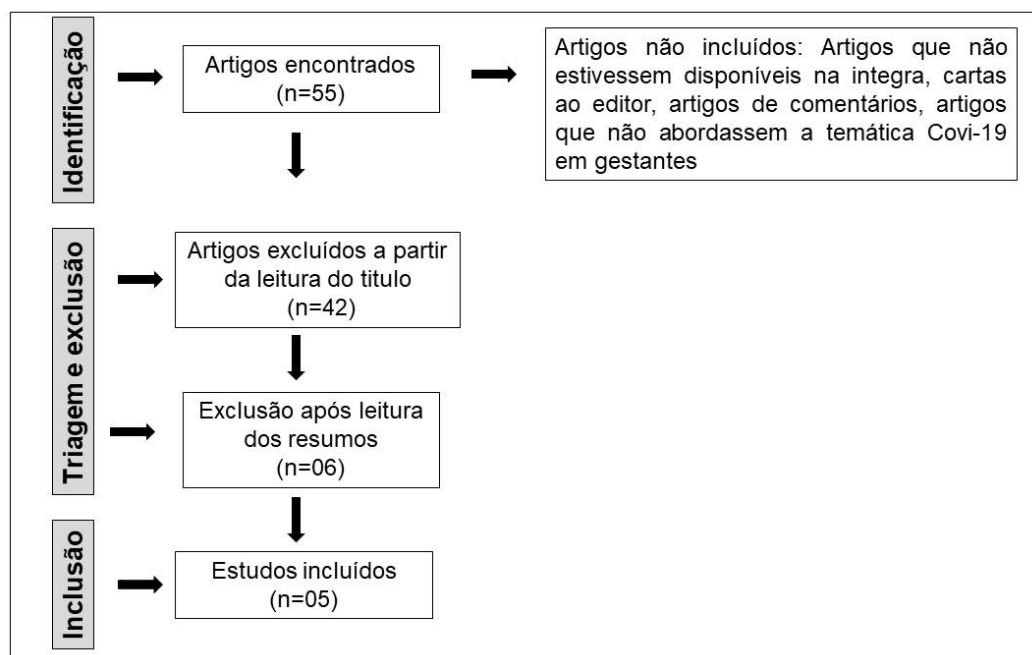 Identificação
Artigos encontrados
(n=55)
Artigos não incluídos: Artigos que não
estivessem disponíveis na integra, cartas
ao editor, artigos de comentários, artigos
que não abordassem a temática Covi-19
em gestantes
Triagem e exclusão
Artigos excluídos a partir
da leitura do titulo
(n=42)
Exclusão após leitura
dos resumos
(n=06)
Inclusão
Estudos incluídos
(n=05)